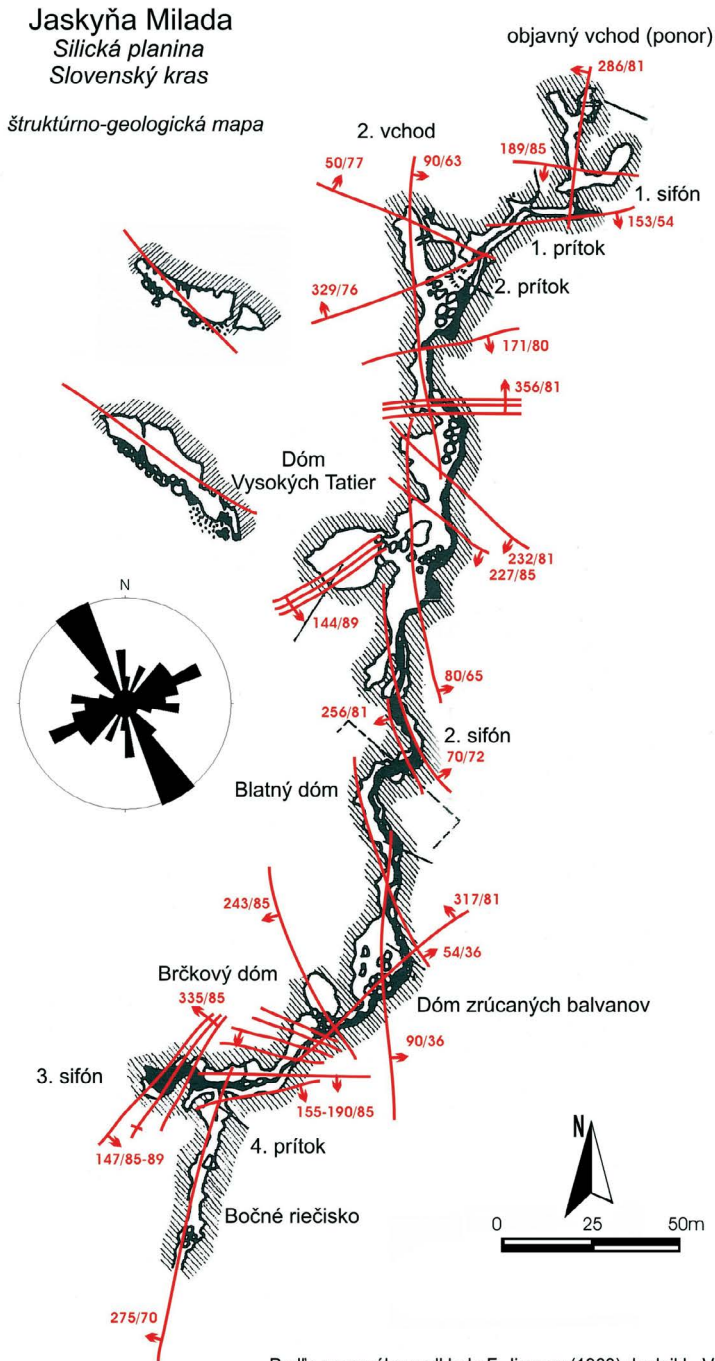 Jaskyňa Milada
Silická planina
Slovenský kras
štruktúrno-geologická mapa
objavný vchod (ponor)
286/81
2. vchod
50/77
90/63
189/85
1. sifón
153/54
1. prítok
2. prítok
329/76
171/80
356/81
Dóm
Vysokých Tatier
232/81
227/85
144/89
N
80/65
256/81
2. sifón
70/72
Blatný dóm
243/85
317/81
54/36
Brčkový dóm
335/85
Dóm zrúcaných balvanov
90/36
3. sifón
155-190/85
147/85-89
4. prítok
N
Bočné riečisko
0 25 50m
275/70